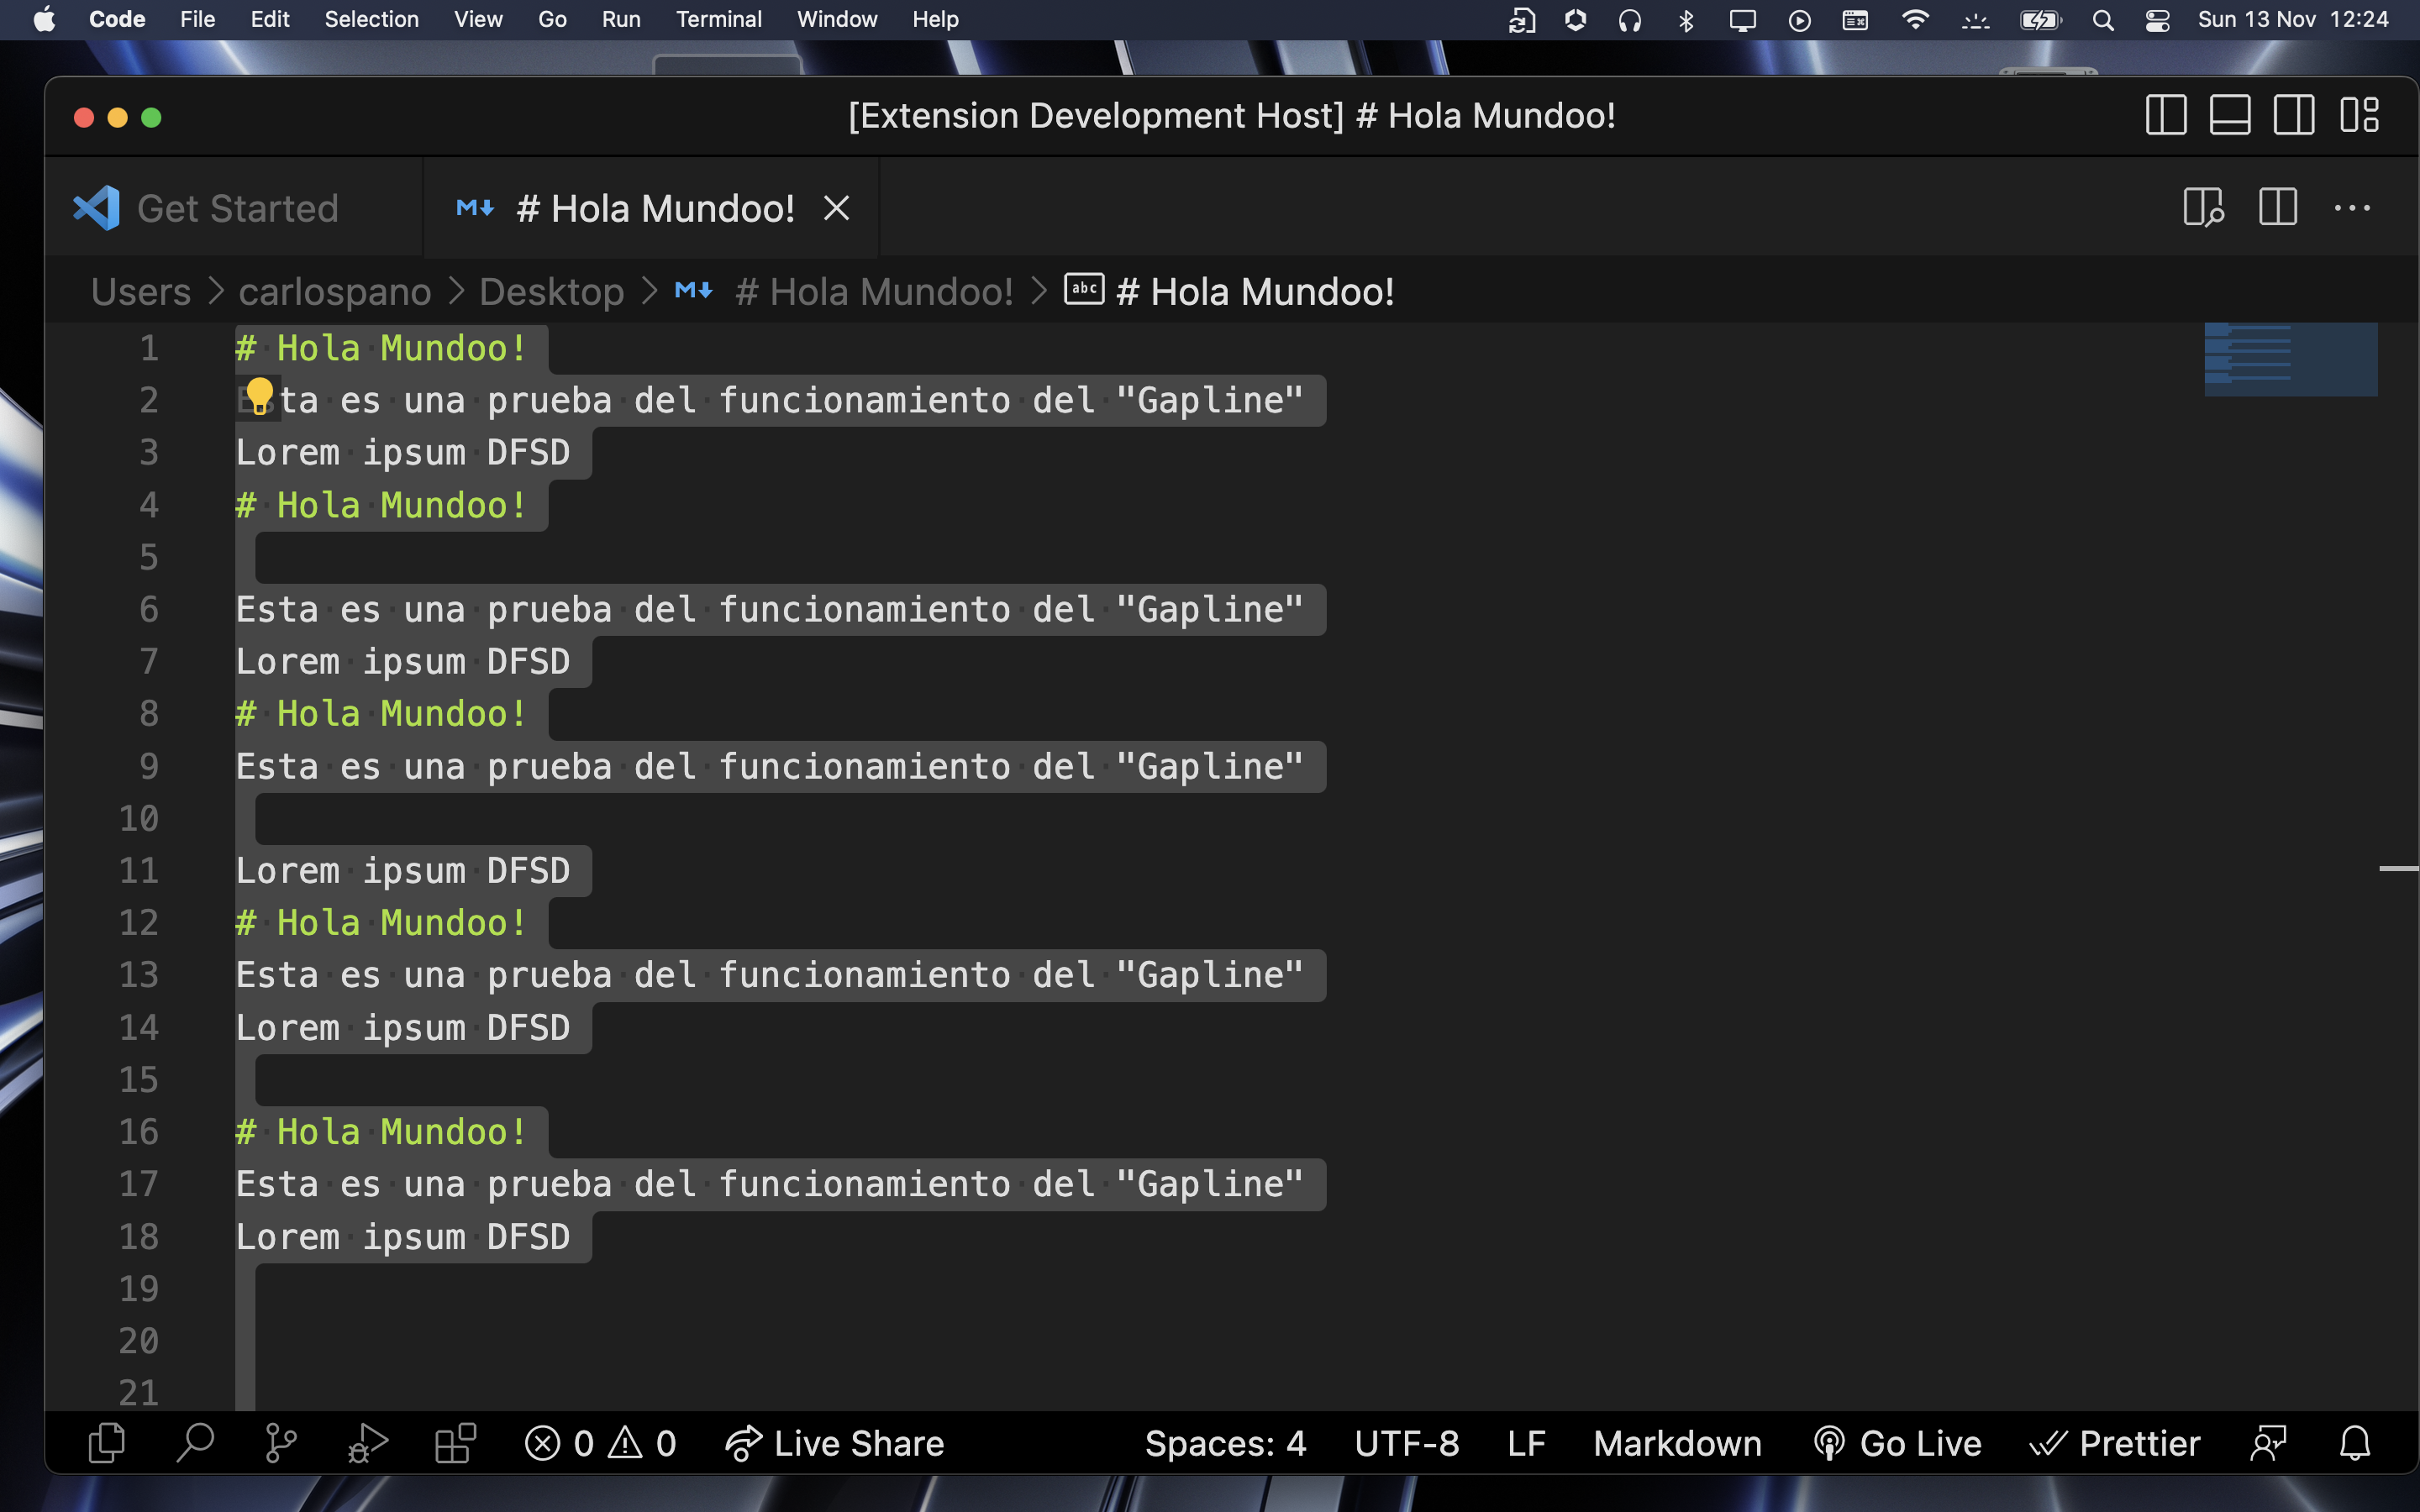 Code File Edit Selection View Go Run Terminal Window Help Sun 13 Nov 12:24
[Extension Development Host] # Hola Mundoo!
Get Started # Hola Mundoo!
Users > carlospano > Desktop > # Hola Mundoo! > abc # Hola Mundoo!
1 # Hola Mundoo!
2 Esta es una prueba del funcionamiento del "Gapline"
3 Lorem ipsum DFSD
4 # Hola Mundoo!
5
6 Esta es una prueba del funcionamiento del "Gapline"
7 Lorem ipsum DFSD
8 # Hola Mundoo!
9 Esta es una prueba del funcionamiento del "Gapline"
10
11 Lorem ipsum DFSD
12 # Hola Mundoo!
13 Esta es una prueba del funcionamiento del "Gapline"
14 Lorem ipsum DFSD
15
16 # Hola Mundoo!
17 Esta es una prueba del funcionamiento del "Gapline"
18 Lorem ipsum DFSD
19
20
21
0 0 Live Share Spaces: 4 UTF-8 LF Markdown Go Live Prettier